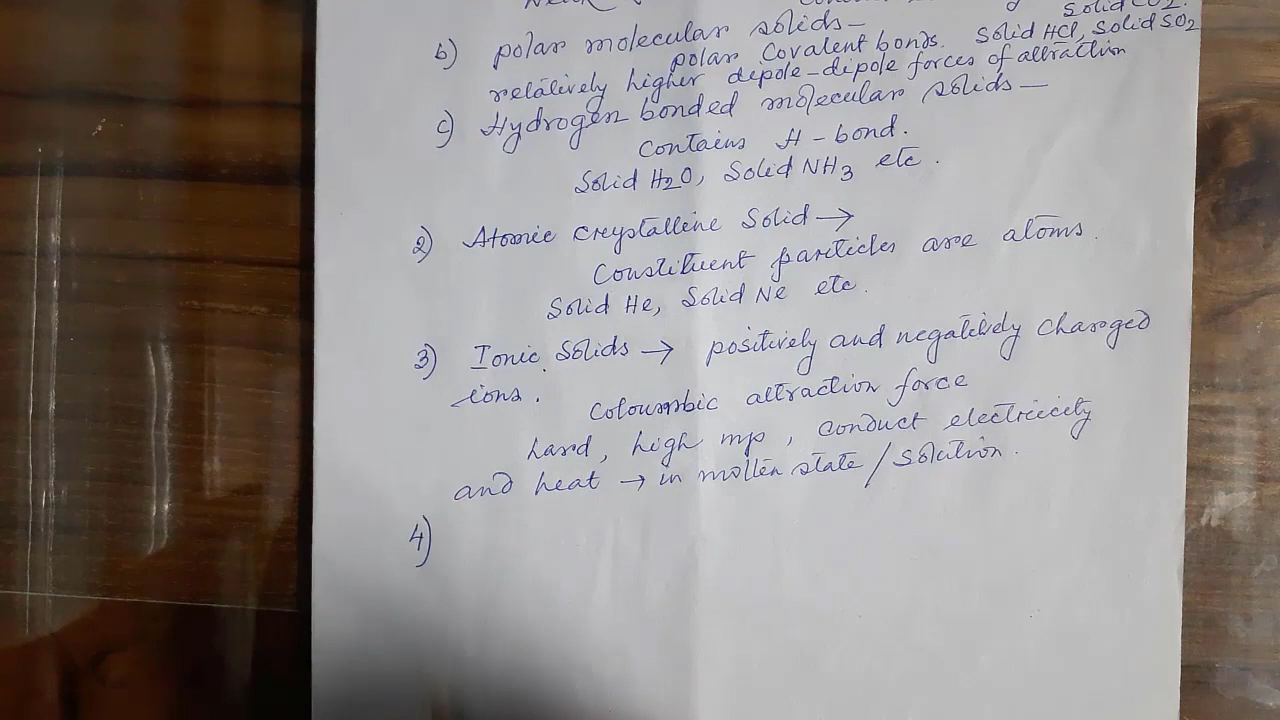 Solid CO2.
b) polar molecular solids—
polar Covalent bonds. Solid HCl, Solid SO2
relatively higher dipole-dipole forces of attraction
c) Hydrogen bonded molecular solids—
Contains H-bond.
Solid H2O, Solid NH3 etc.
2) Atomic Crystalline Solid →
Constituent particles are atoms.
Solid He, Solid Ne etc.
3) Ionic Solids → positively and negatively charged
ions.
Coloumbic attraction force
hard, high mp, conduct electricity
and heat → in molten state/solution.
4)